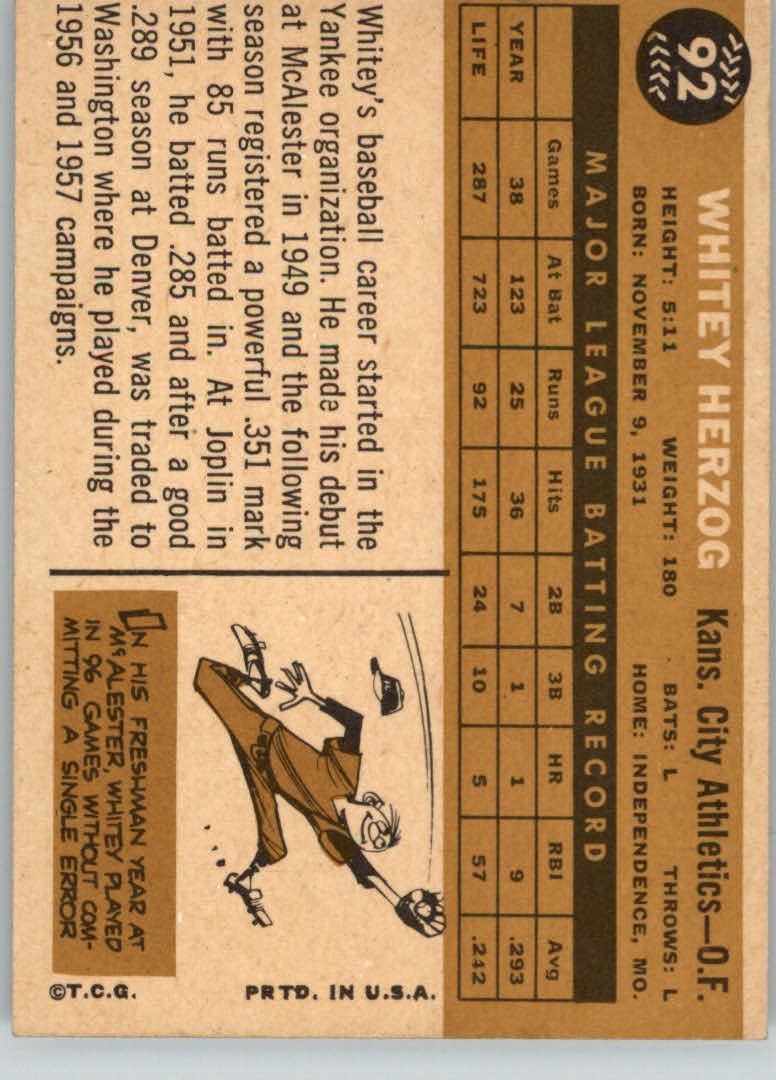 92
WHITEY HERZOG Kans. City Athletics—O.F.
HEIGHT: 5:11 WEIGHT: 180 BATS: L THROWS: L
BORN: NOVEMBER 9, 1931 HOME: INDEPENDENCE, MO.
MAJOR LEAGUE BATTING RECORD
Games At Bat Runs Hits 2B 3B HR RBI Avg
YEAR 38 123 25 36 7 1 1 9 .293
LIFE 287 723 92 175 24 10 5 57 .242
Whitey's baseball career started in the
Yankee organization. He made his debut
at McAlester in 1949 and the following
season registered a powerful .351 mark
with 85 runs batted in. At Joplin in
1951, he batted .285 and after a good
.289 season at Denver, was traded to
Washington where he played during the
1956 and 1957 campaigns.
IN HIS FRESHMAN YEAR AT
McALESTER, WHITEY PLAYED
IN 96 GAMES WITHOUT COM-
MITTING A SINGLE ERROR
©T.C.G. PRTD. IN U.S.A.